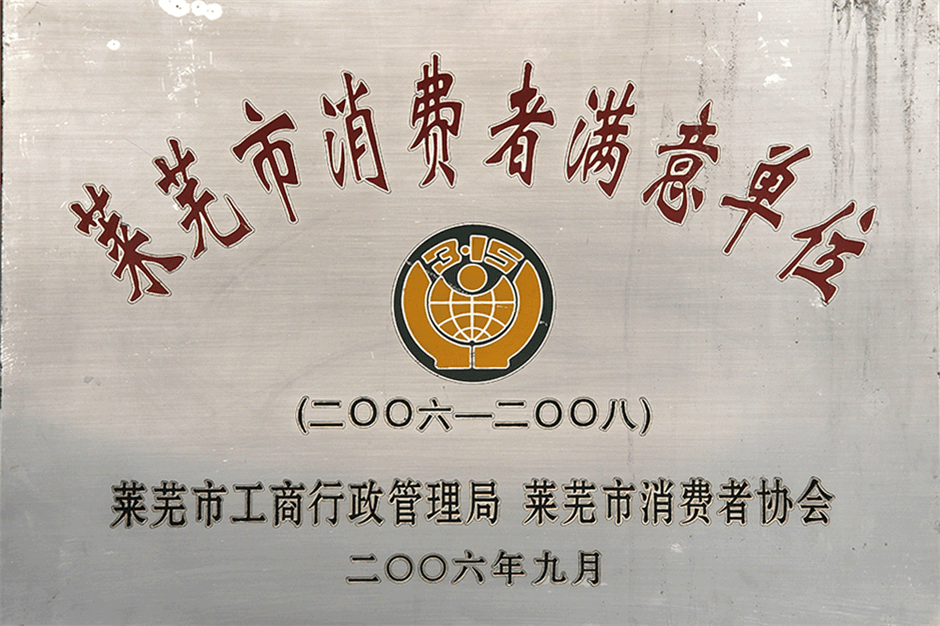 莱芜市消费者满意单位
3·15
(二〇〇六—二〇〇八)
莱芜市工商行政管理局 莱芜市消费者协会
二〇〇六年九月